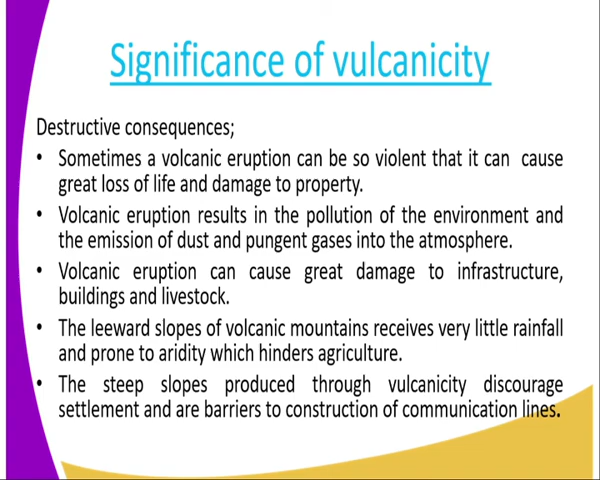 Significance of vulcanicity
Destructive consequences;
• Sometimes a volcanic eruption can be so violent that it can cause
great loss of life and damage to property.
• Volcanic eruption results in the pollution of the environment and
the emission of dust and pungent gases into the atmosphere.
• Volcanic eruption can cause great damage to infrastructure,
buildings and livestock.
• The leeward slopes of volcanic mountains receives very little rainfall
and prone to aridity which hinders agriculture.
• The steep slopes produced through vulcanicity discourage
settlement and are barriers to construction of communication lines.